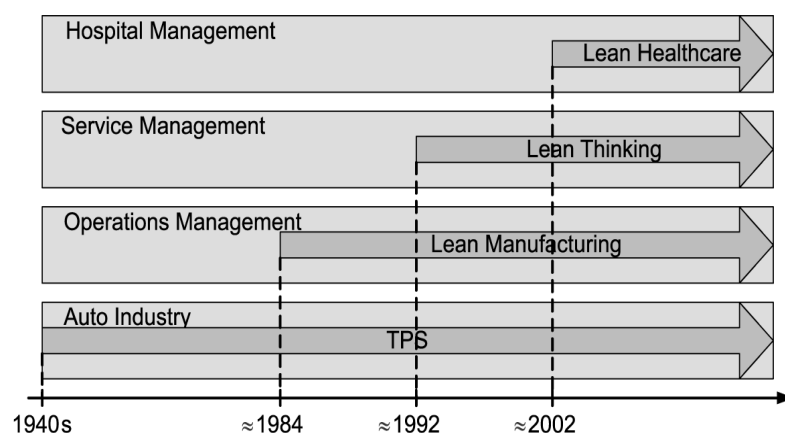 Hospital Management
Lean Healthcare
Service Management
Lean Thinking
Operations Management
Lean Manufacturing
Auto Industry
TPS
1940s ≈1984 ≈1992 ≈2002